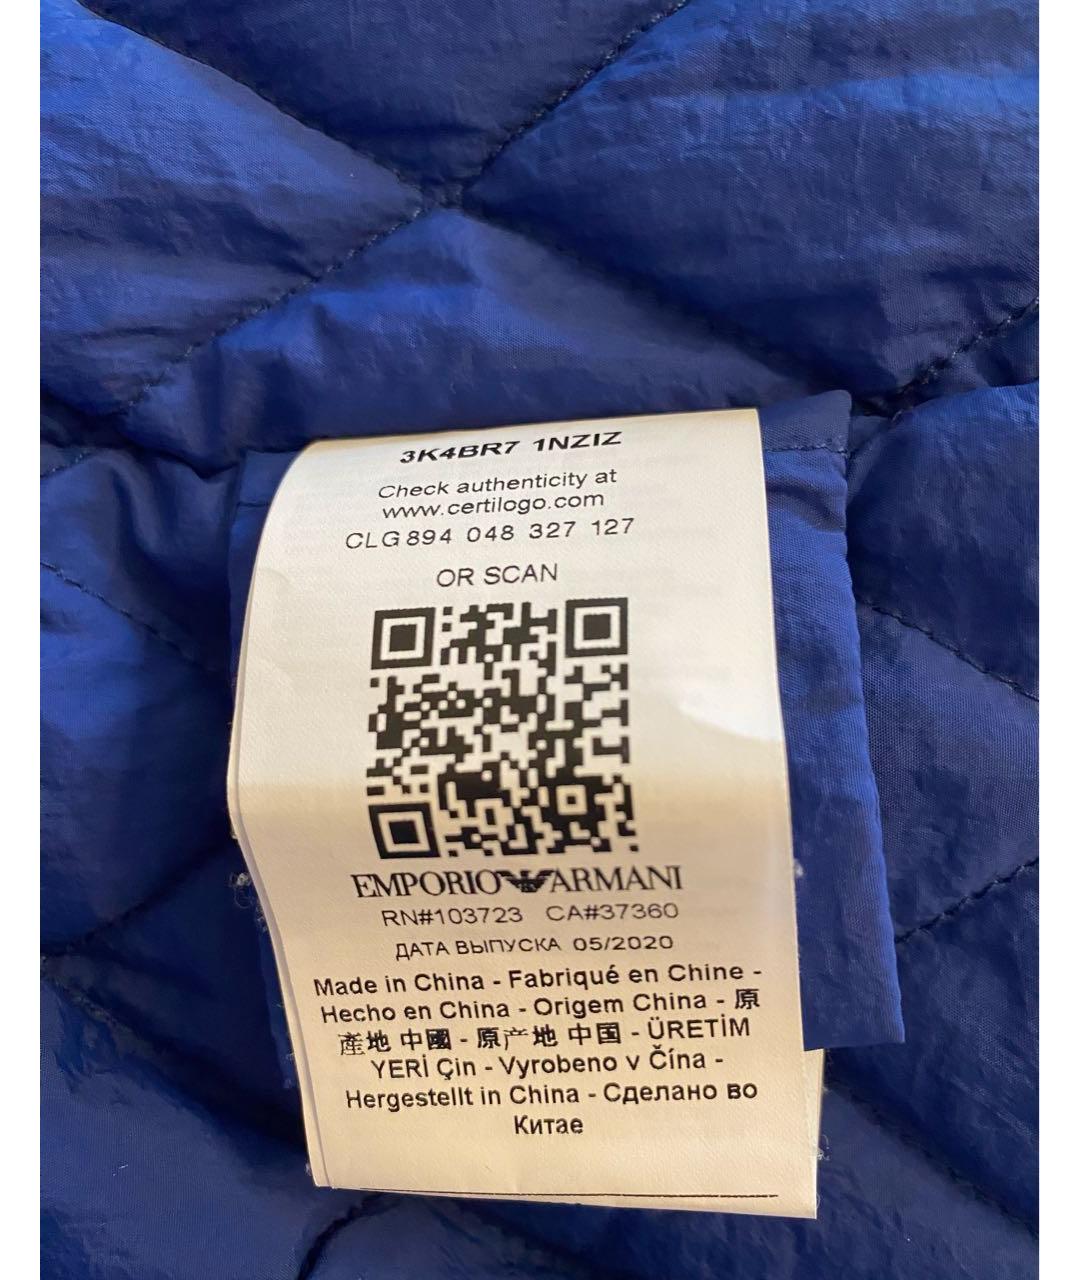 3K4BR7 1NZIZ
Check authenticity at
www.certilogo.com
CLG 894 048 327 127
OR SCAN
EMPORIO ARMANI
RN#103723 CA#37360
ДАТА ВЫПУСКА 05/2020
Made in China - Fabriqué en Chine -
Hecho en China - Origem China - 原
產地 中國 - 原产地 中国 - ÜRETİM
YERİ Çin - Vyrobeno v Čína -
Hergestellt in China - Сделано во
Китае